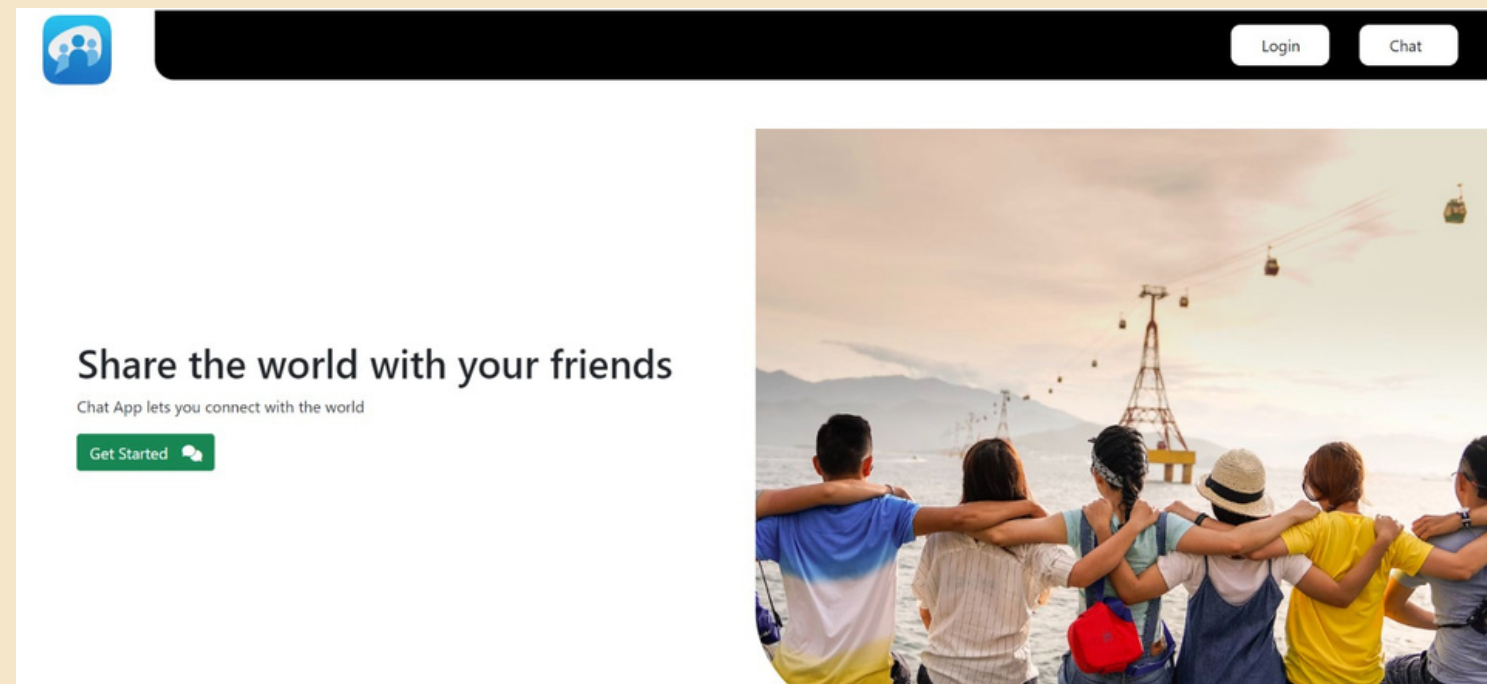 Login
Chat
Share the world with your friends
Chat App lets you connect with the world
Get Started